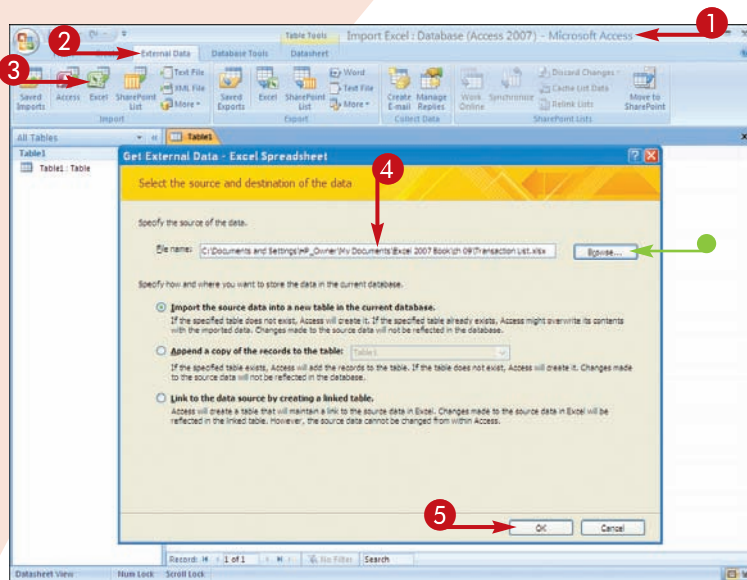 Table Tools Import Excel : Database (Access 2007) - Microsoft Access
1
2
External Data Database Tools Datasheet
3
Saved Imports
Access
Excel
SharePoint List
Text File
XML File
More
Import
Saved Exports
Excel
SharePoint List
Word
Text File
More
Export
Create E-mail
Manage Replies
Collect Data
Work Online
Synchronize
Discard Changes
Cache List Data
Relink Lists
Move to SharePoint
SharePoint Lists
All Tables
Table1
Table1
Table1 : Table
Get External Data - Excel Spreadsheet
Select the source and destination of the data
4
Specify the source of the data.
File name: C:\Documents and Settings\HP_Owner\My Documents\Excel 2007 Book\ch 09\Transaction List.xlsx Browse...
Specify how and where you want to store the data in the current database.
Import the source data into a new table in the current database.
If the specified table does not exist, Access will create it. If the specified table already exists, Access might overwrite its contents
with the imported data. Changes made to the source data will not be reflected in the database.
Append a copy of the records to the table: Table1
If the specified table exists, Access will add the records to the table. If the table does not exist, Access will create it. Changes made
to the source data will not be reflected in the database.
Link to the data source by creating a linked table.
Access will create a table that will maintain a link to the source data in Excel. Changes made to the source data in Excel will be
reflected in the linked table. However, the source data cannot be changed from within Access.
5
OK Cancel
Record: 1 of 1 No Filter Search
Datasheet View Num Lock Scroll Lock